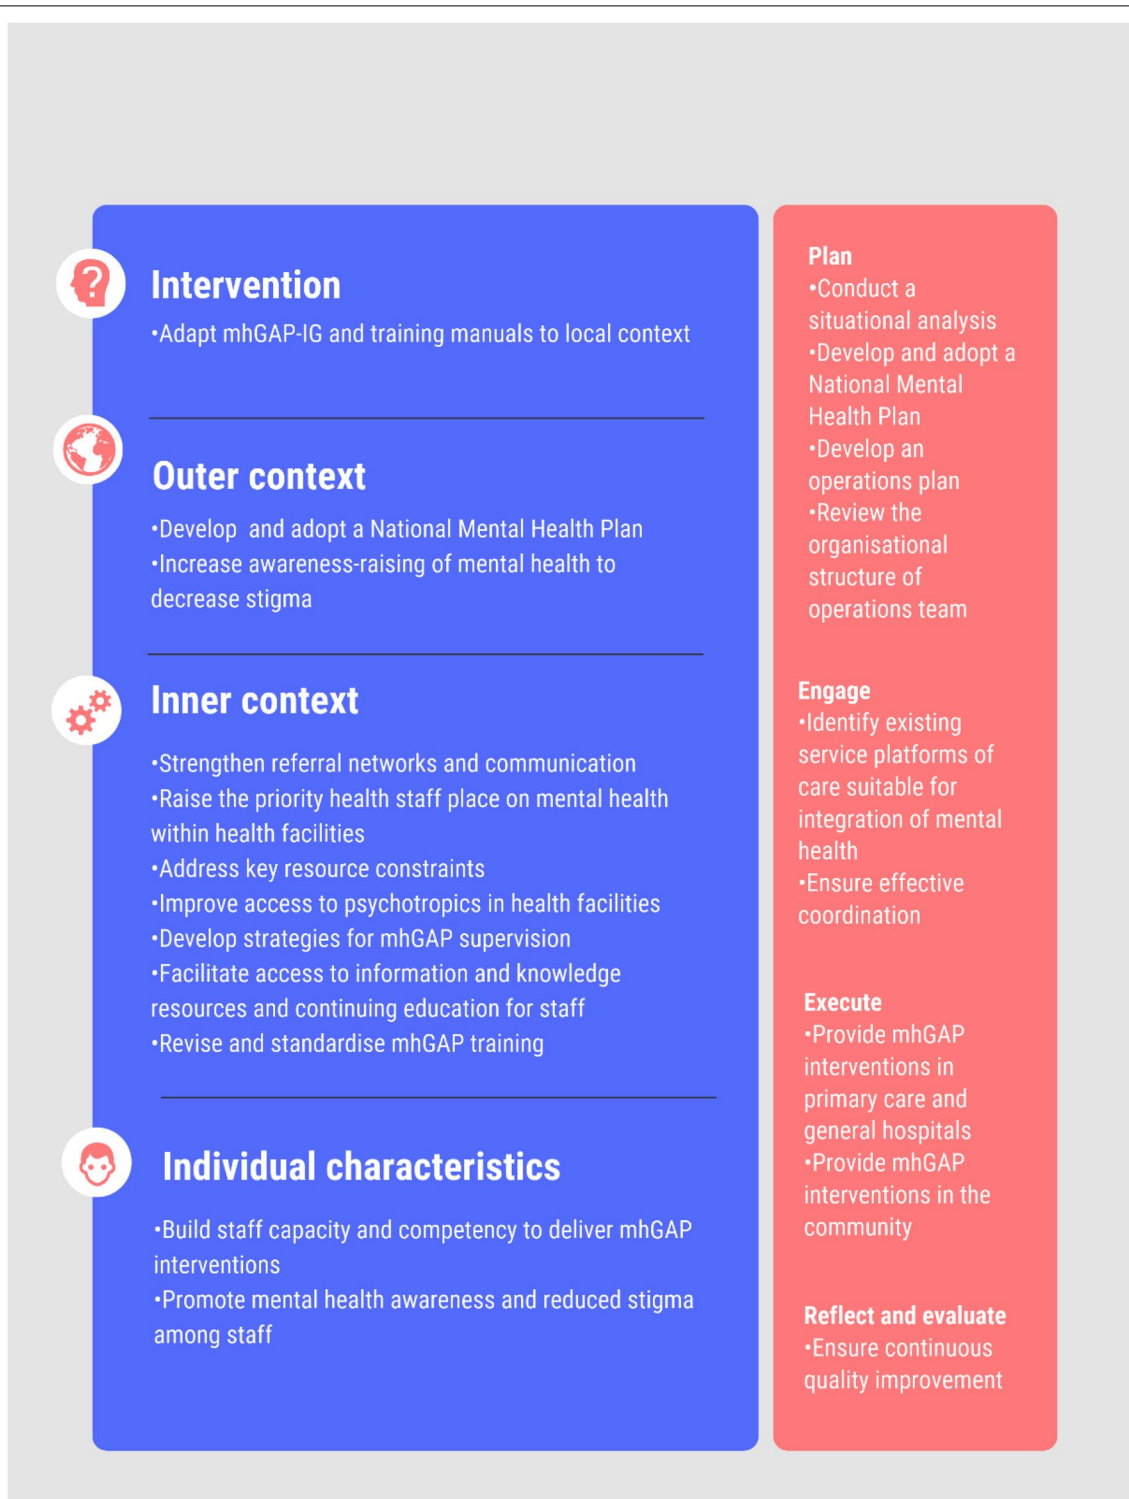 Intervention
•Adapt mhGAP-IG and training manuals to local context
Outer context
•Develop  and adopt a National Mental Health Plan
•Increase awareness-raising of mental health to
decrease stigma
Inner context
•Strengthen referral networks and communication
•Raise the priority health staff place on mental health
within health facilities
•Address key resource constraints
•Improve access to psychotropics in health facilities
•Develop strategies for mhGAP supervision
•Facilitate access to information and knowledge
resources and continuing education for staff
•Revise and standardise mhGAP training
Individual characteristics
•Build staff capacity and competency to deliver mhGAP
interventions
•Promote mental health awareness and reduced stigma
among staff
Plan
•Conduct a
situational analysis
•Develop and adopt a
National Mental
Health Plan
•Develop an
operations plan
•Review the
organisational
structure of
operations team
Engage
•Identify existing
service platforms of
care suitable for
integration of mental
health
•Ensure effective
coordination
Execute
•Provide mhGAP
interventions in
primary care and
general hospitals
•Provide mhGAP
interventions in the
community
Reflect and evaluate
•Ensure continuous
quality improvement